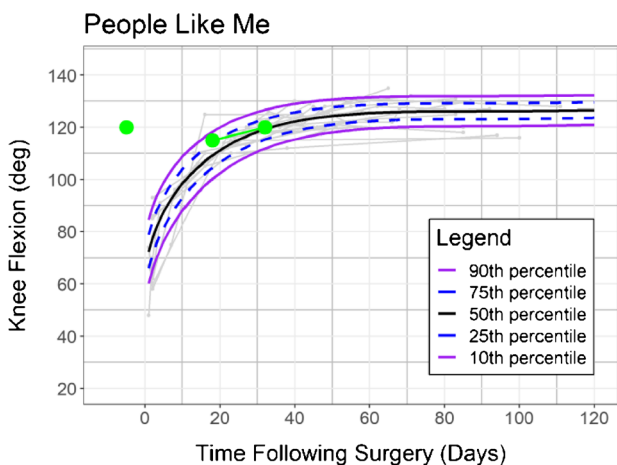 People Like Me
140
120
100
80
60
40
20
Knee Flexion (deg)
0 20 40 60 80 100 120
Time Following Surgery (Days)
Legend
90th percentile
75th percentile
50th percentile
25th percentile
10th percentile